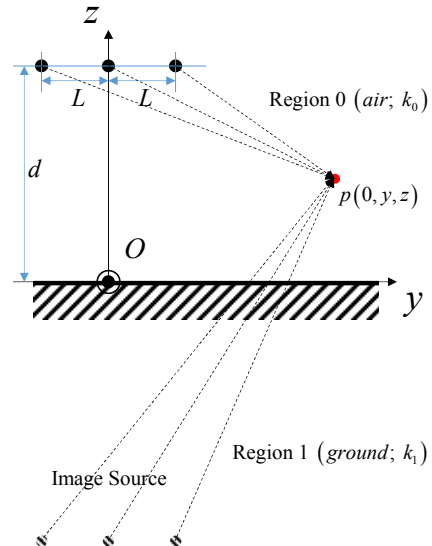 z
L L
Region 0 (air; k₀)
d
p(0, y, z)
O
y
Region 1 (ground; k₁)
Image Source